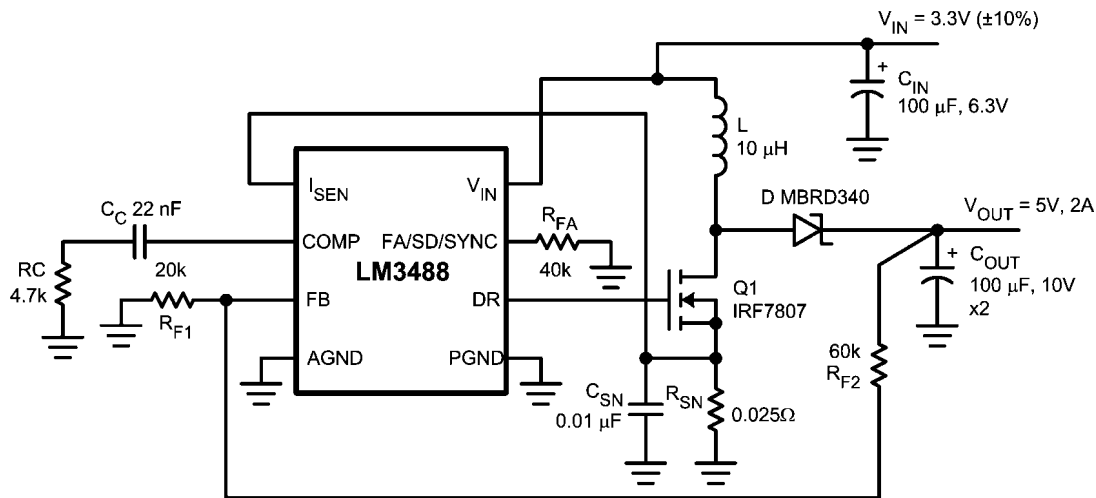 V_IN = 3.3V (±10%)
+
C_IN
100 μF, 6.3V
L
10 μH
I_SEN
V_IN
D MBRD340
V_OUT = 5V, 2A
C_C 22 nF
R_FA
COMP
FA/SD/SYNC
+
C_OUT
100 μF, 10V
x2
RC
4.7k
20k
LM3488
40k
Q1
IRF7807
FB
DR
R_F1
60k
R_F2
AGND
PGND
C_SN
0.01 μF
R_SN
0.025Ω